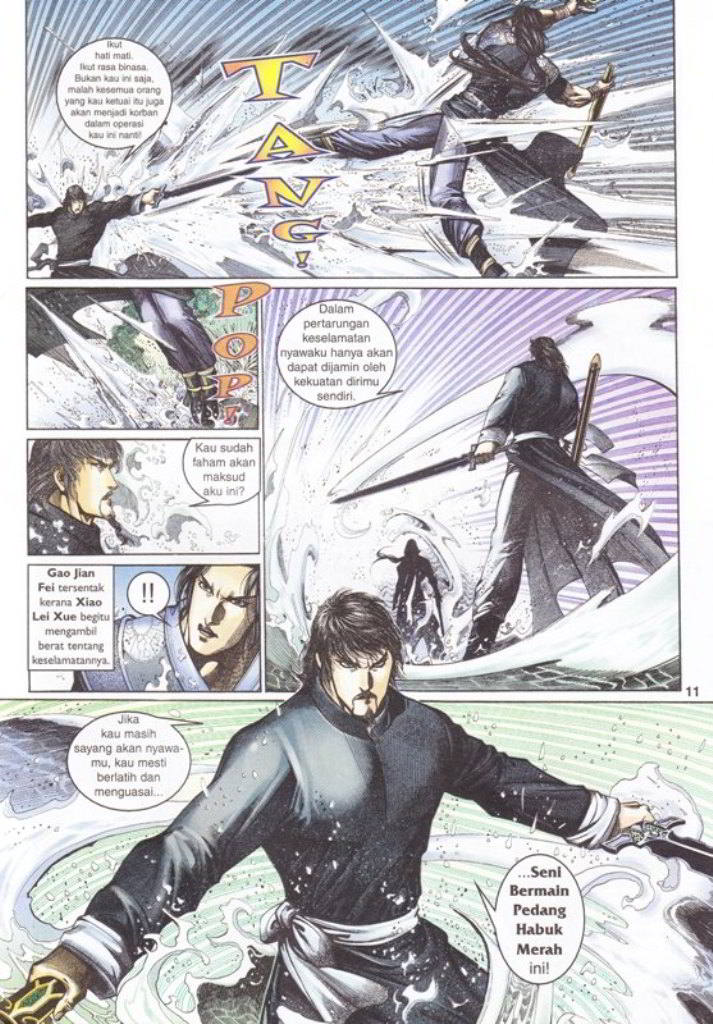 Ikut
hati mati.
Ikut rasa binasa.
Bukan kau ini saja,
malah kesemua orang
yang kau ketuai itu juga
akan menjadi korban
dalam operasi
kau ini nanti!
TANG!
POP!
Dalam
pertarungan
keselamatan
nyawaku hanya akan
dapat dijamin oleh
kekuatan dirimu
sendiri.
Kau sudah
faham akan
maksud
aku ini?
Gao Jian
Fei tersentak
kerana Xiao
Lei Xue begitu
mengambil
berat tentang
keselamatannya.
!!
11
Jika
kau masih
sayang akan nyawa-
mu, kau mesti
berlatih dan
menguasai...
...Seni
Bermain
Pedang
Habuk
Merah
ini!